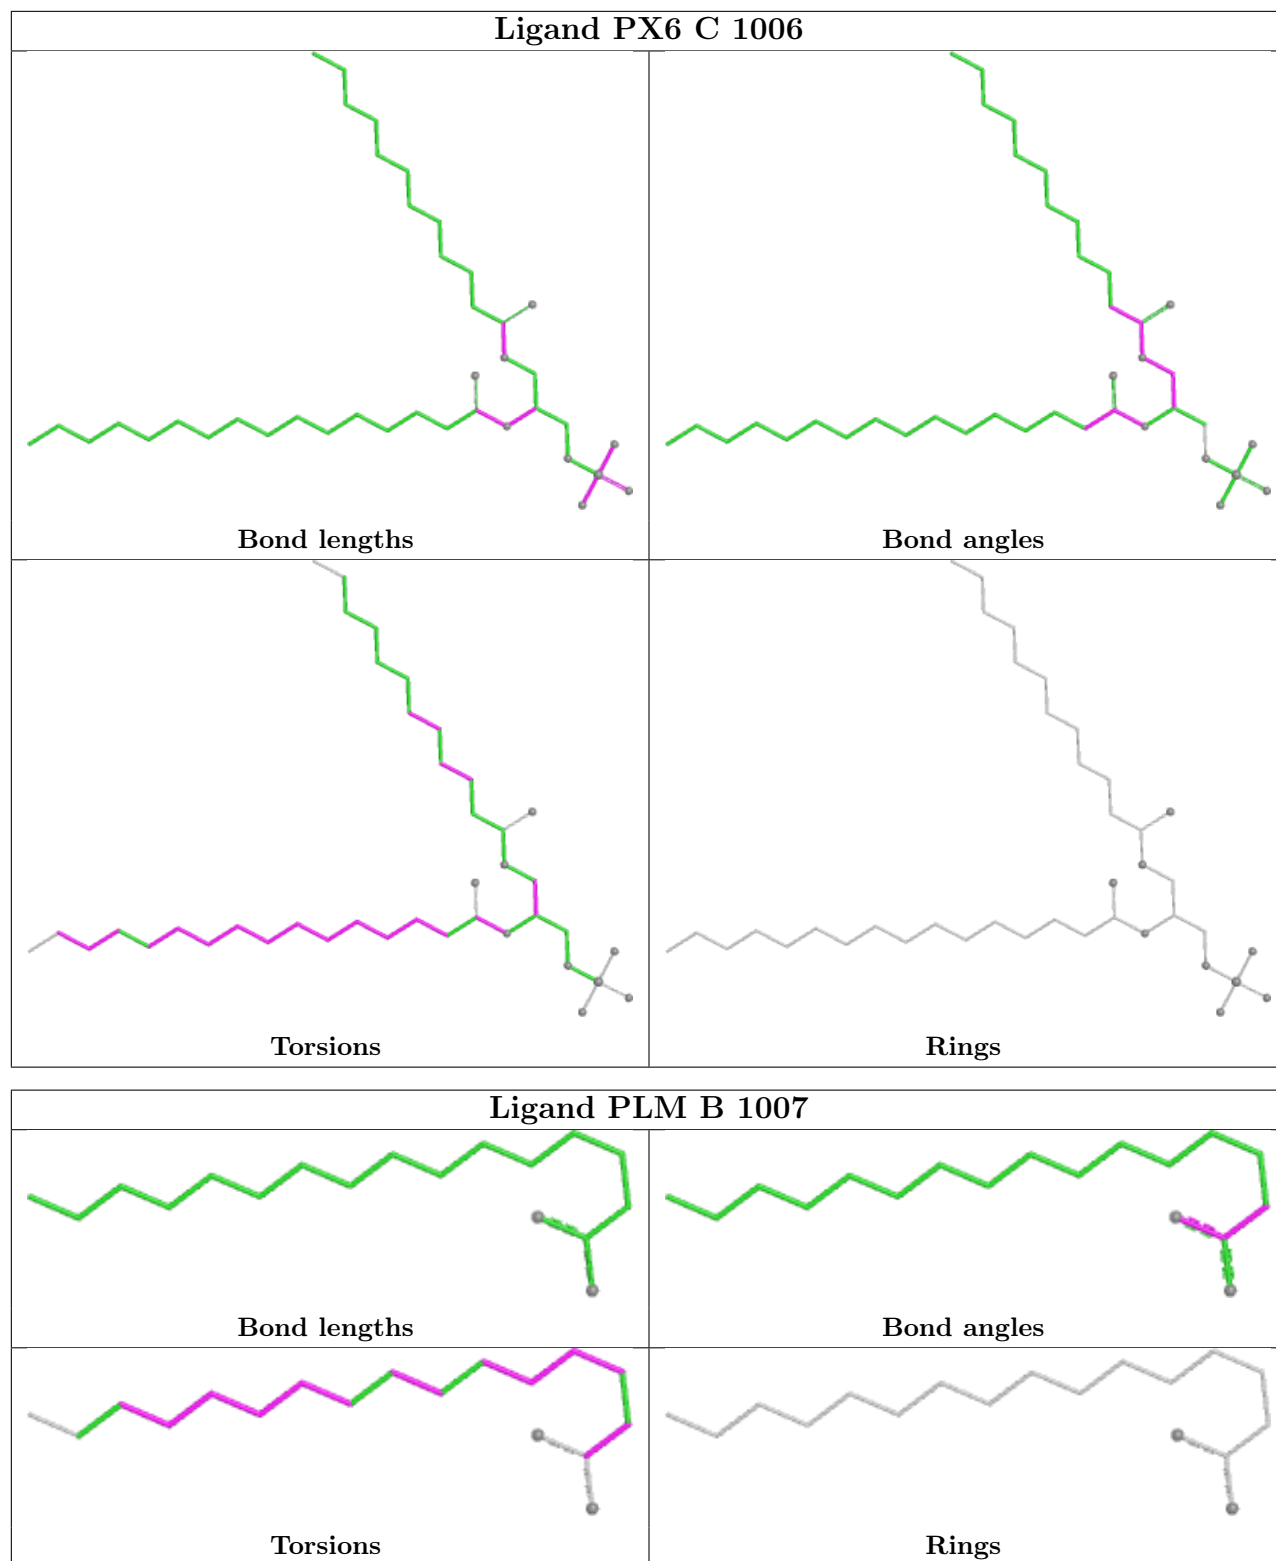 Ligand PX6 C 1006
Bond lengths
Bond angles
Torsions
Rings
Ligand PLM B 1007
Bond lengths
Bond angles
Torsions
Rings